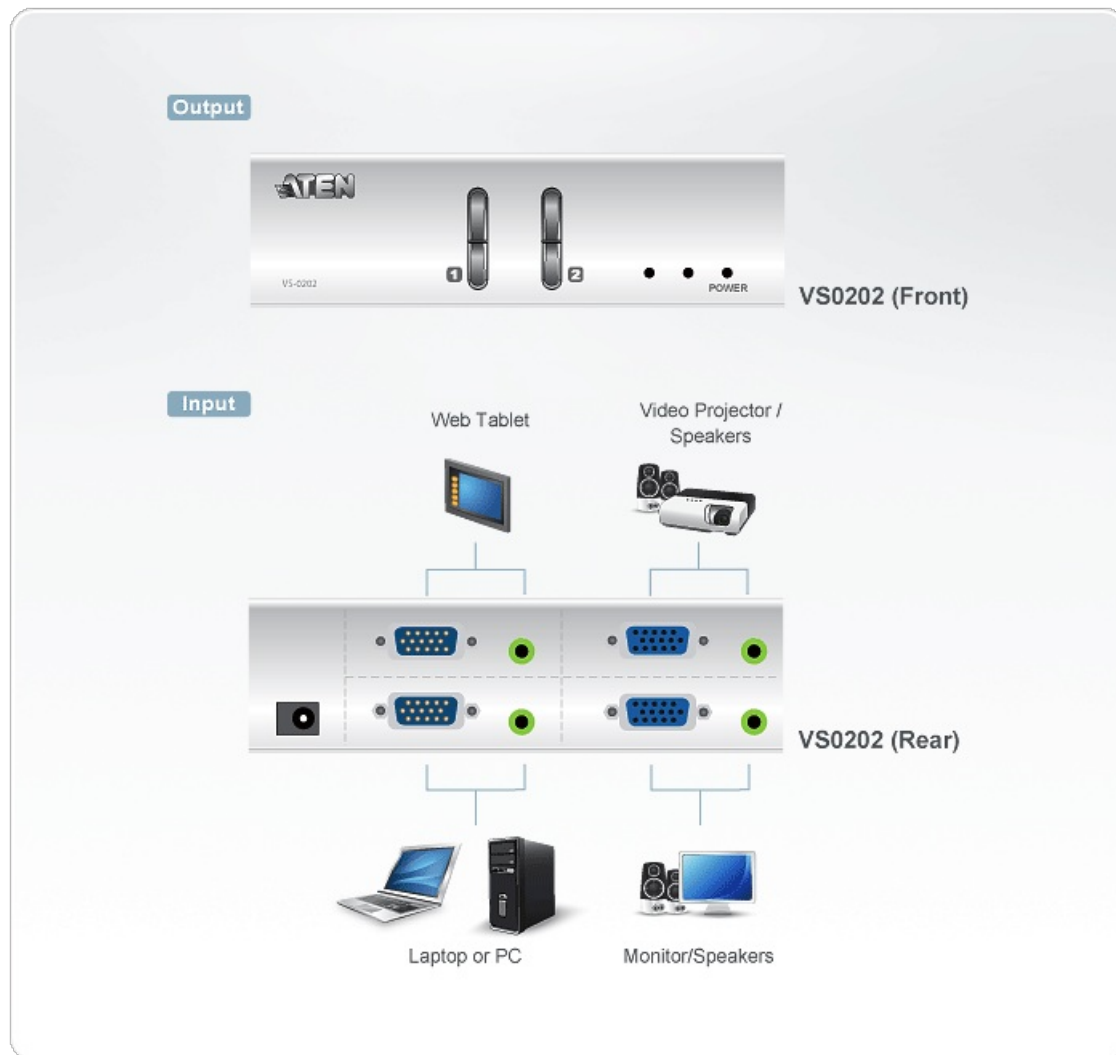 Output
ATEN
1
2
VS-0202
POWER
VS0202 (Front)
Input
Web Tablet
Video Projector /
Speakers
VS0202 (Rear)
Laptop or PC
Monitor/Speakers